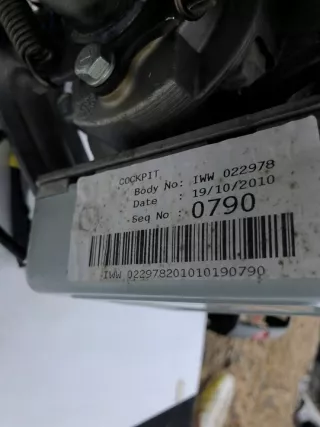 COCKPIT
Body No: IWW 022978
Date : 19/10/2010
Seq No : 0790
IWW 022978201010190790